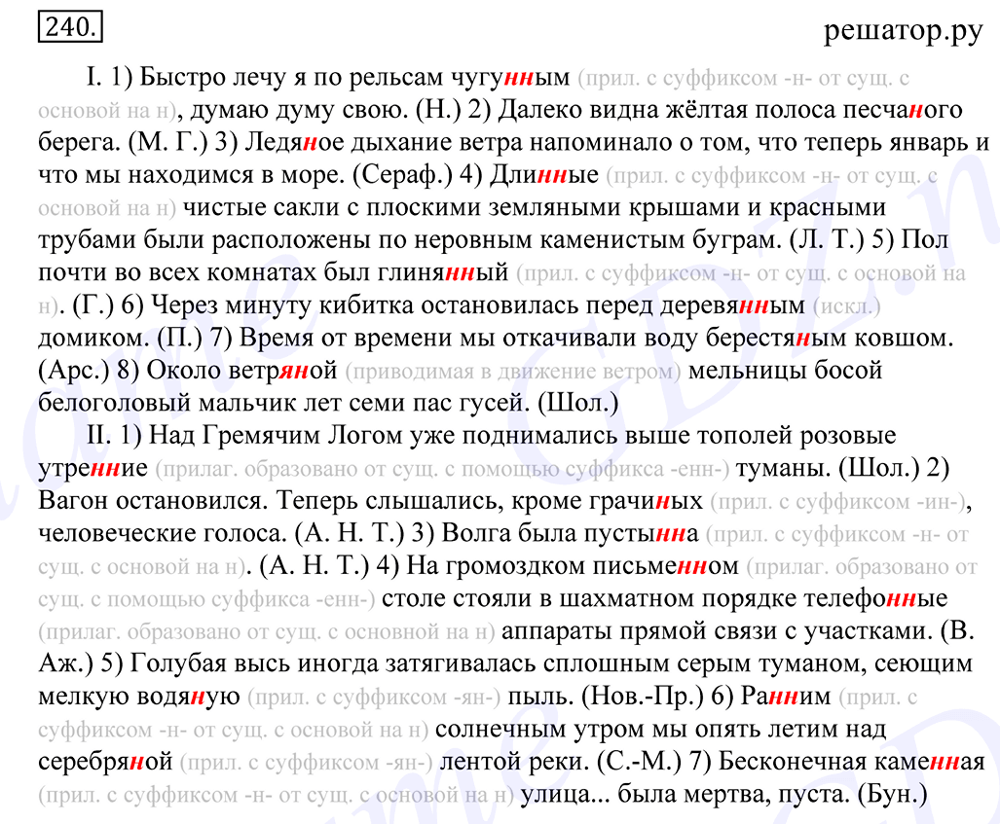 240.
решатор.ру
I. 1) Быстро лечу я по рельсам чугунным (прил. с суффиксом -н- от сущ. с
основой на н), думаю думу свою. (Н.) 2) Далеко видна жёлтая полоса песчаного
берега. (М. Г.) 3) Ледяное дыхание ветра напоминало о том, что теперь январь и
что мы находимся в море. (Сераф.) 4) Длинные (прил. с суффиксом -н- от сущ. с
основой на н) чистые сакли с плоскими земляными крышами и красными
трубами были расположены по неровным каменистым буграм. (Л. Т.) 5) Пол
почти во всех комнатах был глинянный (прил. с суффиксом -н- от сущ. с основой на
н). (Г.) 6) Через минуту кибитка остановилась перед деревянным (искл.)
домиком. (П.) 7) Время от времени мы откачивали воду берестяным ковшом.
(Арс.) 8) Около ветряной (приводимая в движение ветром) мельницы босой
белоголовый мальчик лет семи пас гусей. (Шол.)
II. 1) Над Гремячим Логом уже поднимались выше тополей розовые
утренние (прилаг. образовано от сущ. с помощью суффикса -енн-) туманы. (Шол.) 2)
Вагон остановился. Теперь слышались, кроме грачиных (прил. с суффиксом -ин-),
человеческие голоса. (А. Н. Т.) 3) Волга была пустынна (прил. с суффиксом -н- от
сущ. с основой на н). (А. Н. Т.) 4) На громоздком письменном (прилаг. образовано от
сущ. с помощью суффикса -енн-) столе стояли в шахматном порядке телефонные
(прилаг. образовано от сущ. с основной на н) аппараты прямой связи с участками. (В.
Аж.) 5) Голубая высь иногда затягивалась сплошным серым туманом, сеющим
мелкую водяную (прил. с суффиксом -ян-) пыль. (Нов.-Пр.) 6) Ранним (прил. с
суффиксом -н- от сущ. с основой на н) солнечным утром мы опять летим над
серебряной (прил. с суффиксом -ян-) лентой реки. (С.-М.) 7) Бесконечная каменная
(прил. с суффиксом -н- от сущ. с основой на н) улица... была мертва, пуста. (Бун.)